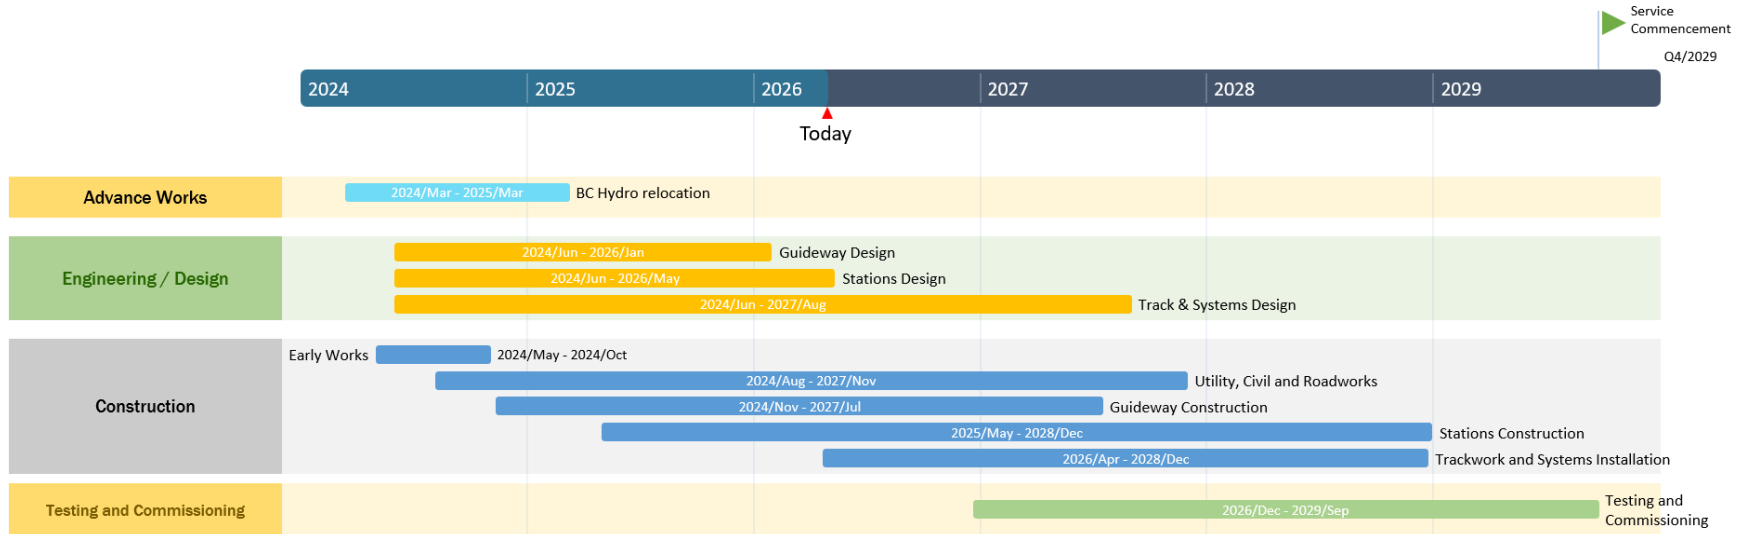 Service
Commencement
Q4/2029
2024
2025
2026
2027
2028
2029
Today
Advance Works
2024/Mar - 2025/Mar
BC Hydro relocation
Engineering / Design
2024/Jun - 2026/Jan
Guideway Design
2024/Jun - 2026/May
Stations Design
2024/Jun - 2027/Aug
Track & Systems Design
Construction
Early Works
2024/May - 2024/Oct
2024/Aug - 2027/Nov
Utility, Civil and Roadworks
2024/Nov - 2027/Jul
Guideway Construction
2025/May - 2028/Dec
Stations Construction
2026/Apr - 2028/Dec
Trackwork and Systems Installation
Testing and Commissioning
2026/Dec - 2029/Sep
Testing and
Commissioning